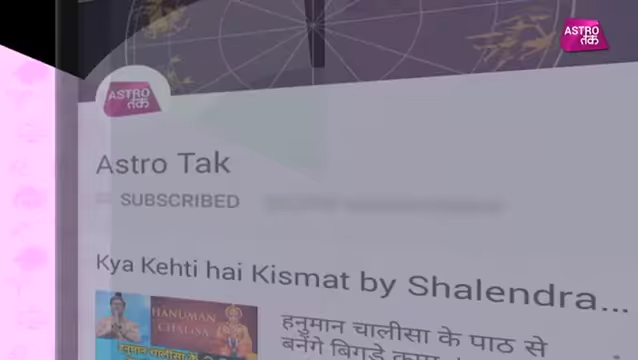 ASTRO
तक
ASTRO
तक
Astro Tak
SUBSCRIBED
Kya Kehti hai Kismat by Shalendra...
HANUMAN
CHALISA
हनुमान चालीसा के पाठ से
बनेंगे बिगड़े काम